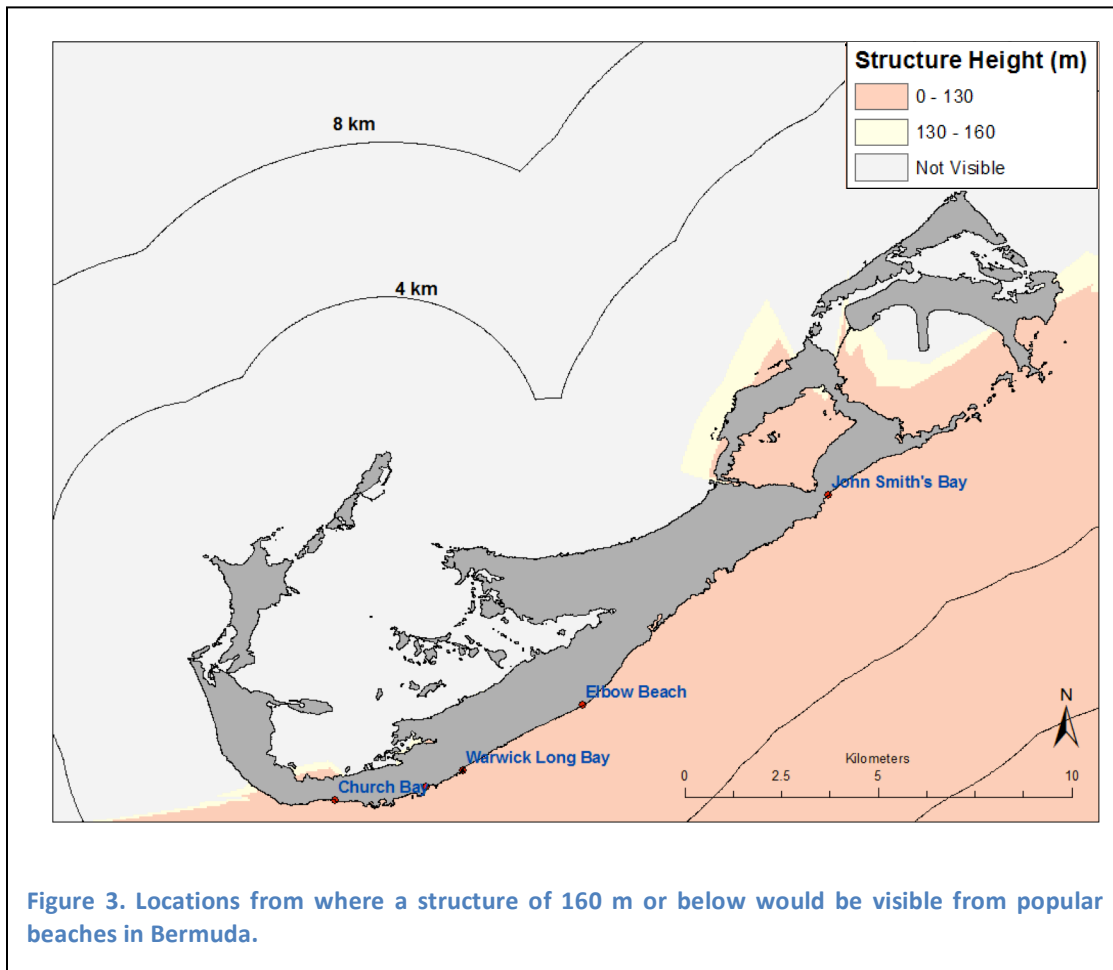 Structure Height (m)
0 - 130
130 - 160
Not Visible
8 km
4 km
John Smith's Bay
Elbow Beach
Warwick Long Bay
Church Bay
N
Kilometers
0 2.5 5 10
Figure 3. Locations from where a structure of 160 m or below would be visible from popular
beaches in Bermuda.